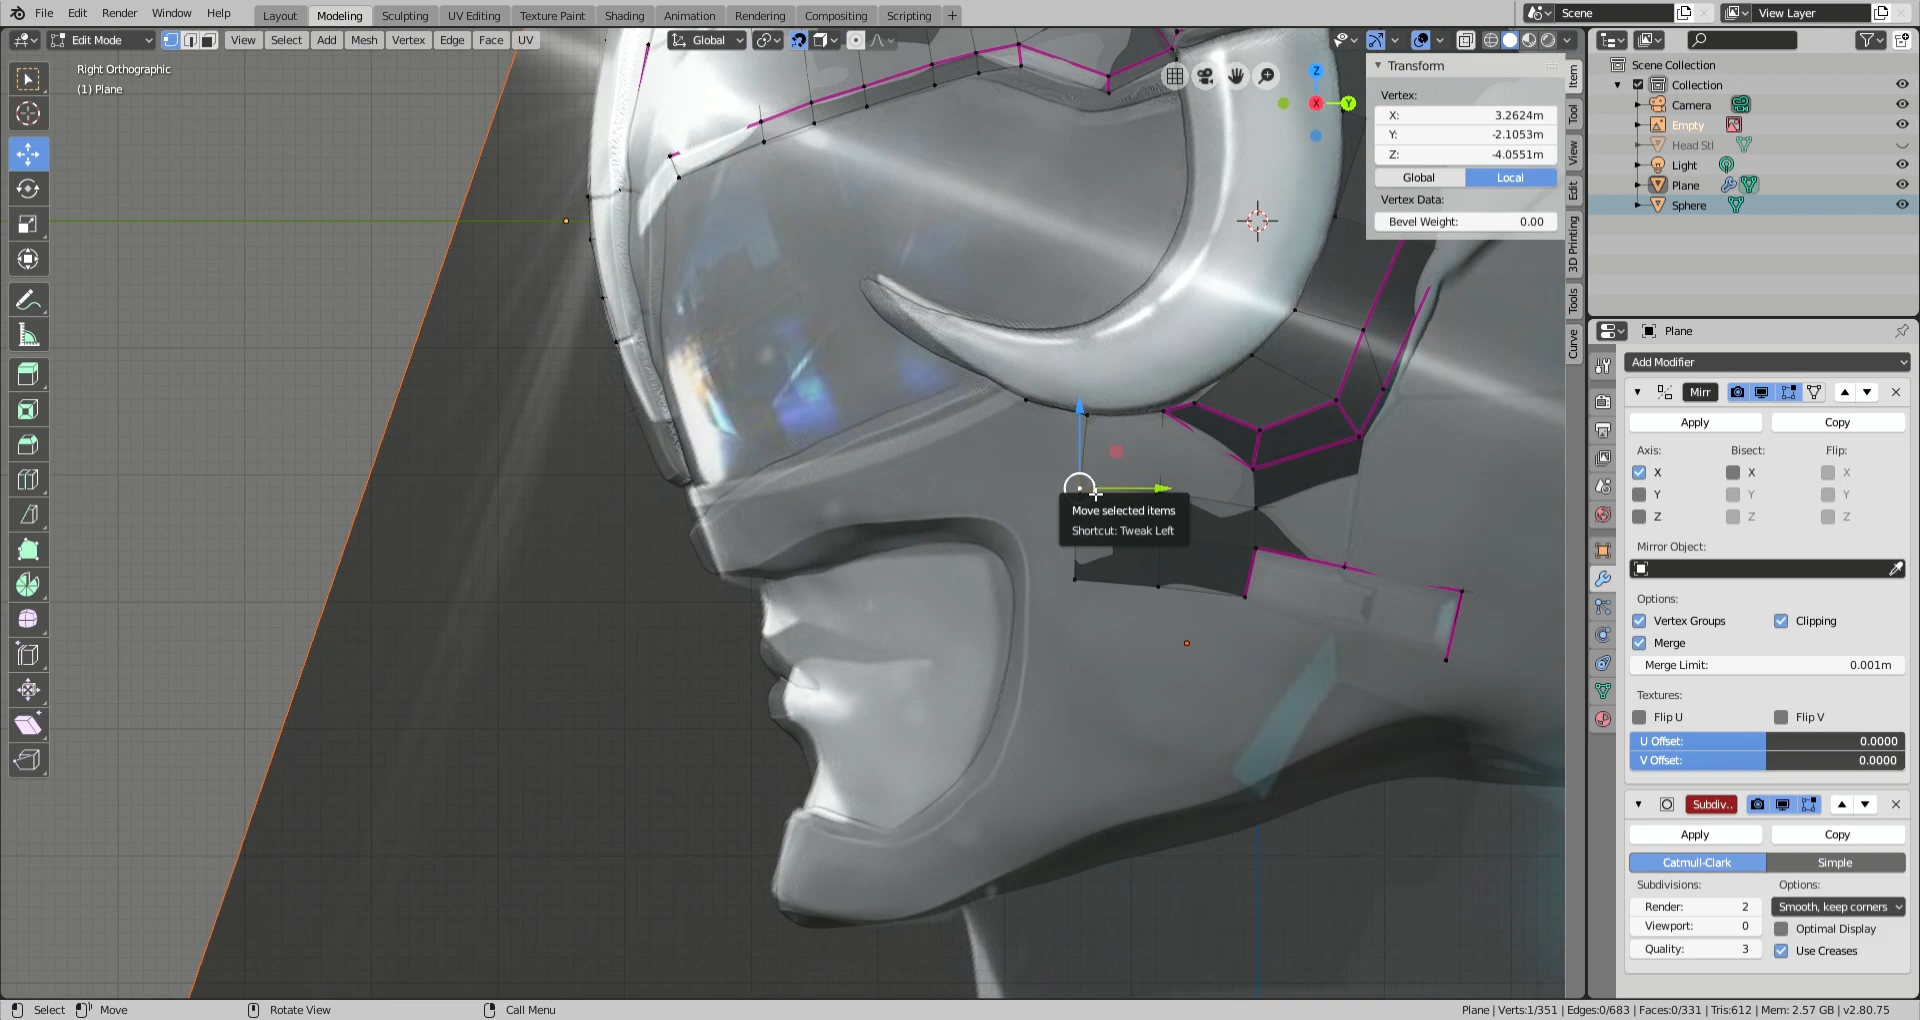 File Edit Render Window Help Layout Modeling Sculpting UV Editing Texture Paint Shading Animation Rendering Compositing Scripting + Scene View Layer
Edit Mode View Select Add Mesh Vertex Edge Face UV Global
Right Orthographic
(1) Plane
Z
X
Y
Transform
Vertex:
X: 3.2624m
Y: -2.1053m
Z: -4.0551m
Global Local
Vertex Data:
Bevel Weight: 0.00
Item
Tool
View
Edit
3D Printing
Tools
Curve
Move selected items
Shortcut: Tweak Left
Scene Collection
Collection
Camera
Empty
Head Stl
Light
Plane
Sphere
Plane
Add Modifier
Mirr
Apply Copy
Axis: Bisect: Flip:
X X X
Y Y Y
Z Z Z
Mirror Object:
Options:
Vertex Groups Clipping
Merge
Merge Limit: 0.001m
Textures:
Flip U Flip V
U Offset: 0.0000
V Offset: 0.0000
Subdiv..
Apply Copy
Catmull-Clark Simple
Subdivisions: Options:
Render: 2 Smooth, keep corners
Viewport: 0 Optimal Display
Quality: 3 Use Creases
Select Move Rotate View Call Menu Plane | Verts:1/351 | Edges:0/683 | Faces:0/331 | Tris:612 | Mem: 2.57 GB | v2.80.75